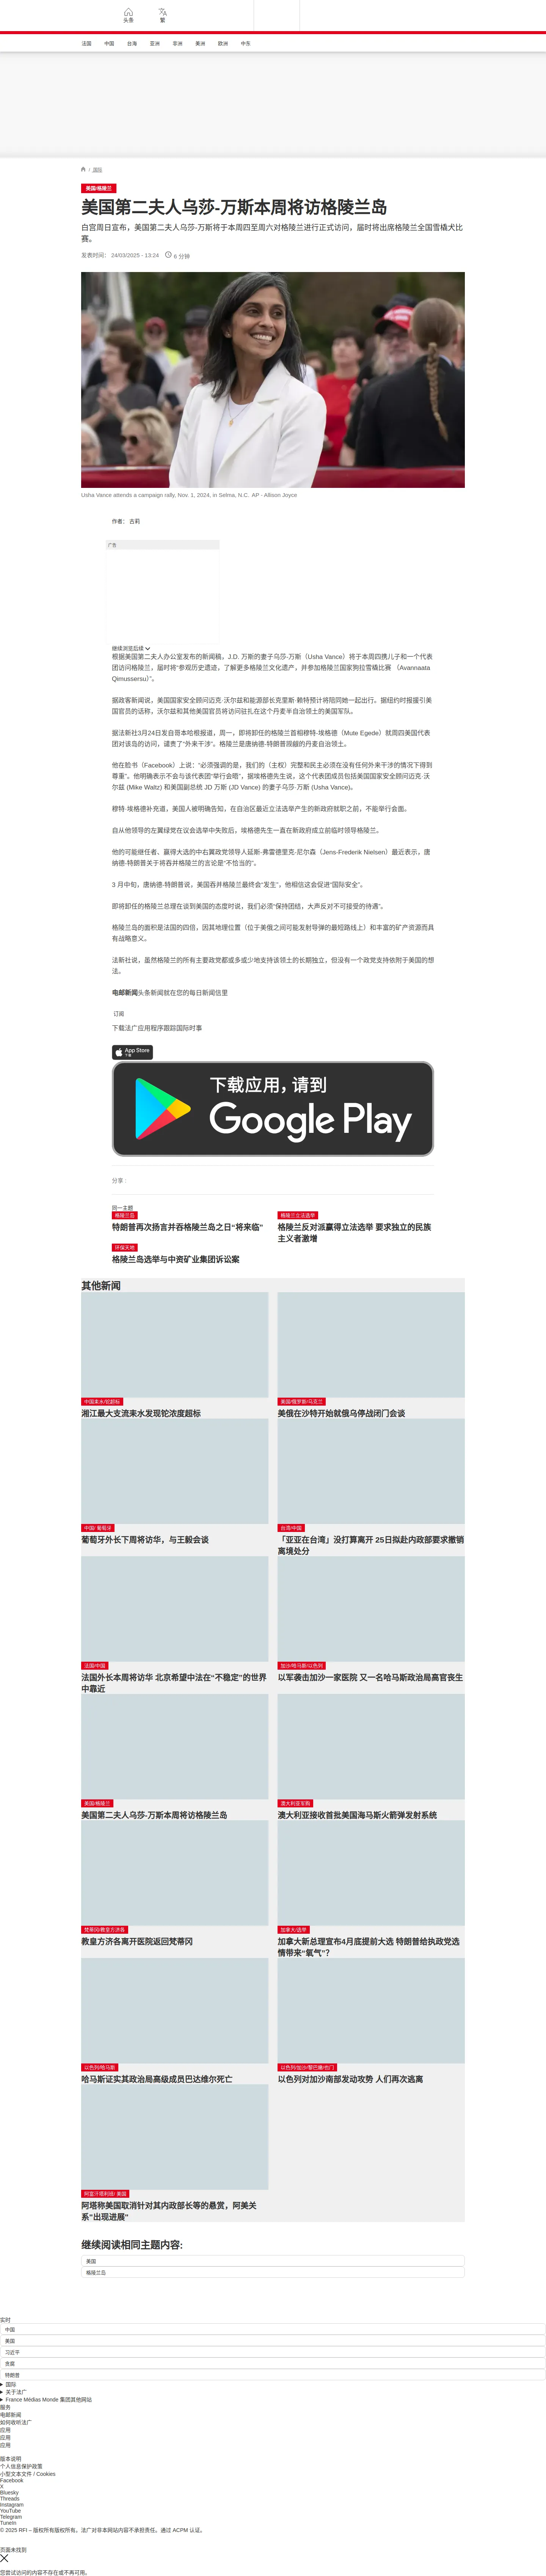 头条
繁
法国 中国 台湾 亚洲 非洲 美洲 欧洲 中东
/ 国际
美国/格陵兰
美国第二夫人乌莎-万斯本周将访格陵兰岛
白宫周日宣布，美国第二夫人乌莎-万斯将于本周四至周六对格陵兰进行正式访问，届时将出席格陵兰全国雪橇犬比
赛。
发表时间： 24/03/2025 - 13:24 6 分钟
Usha Vance attends a campaign rally, Nov. 1, 2024, in Selma, N.C. AP - Allison Joyce
作者： 古莉
广告
继续浏览后续
根据美国第二夫人办公室发布的新闻稿，J.D. 万斯的妻子乌莎-万斯（Usha Vance）将于本周四携儿子和一个代表
团访问格陵兰，届时将“参观历史遗迹，了解更多格陵兰文化遗产，并参加格陵兰国家狗拉雪橇比赛 （Avannaata
Qimussersu）”。
据政客新闻说，美国国家安全顾问迈克·沃尔兹和能源部长克里斯·赖特预计将陪同她一起出行。据纽约时报援引美
国官员的话称，沃尔兹和其他美国官员将访问驻扎在这个丹麦半自治领土的美国军队。
据法新社3月24日发自哥本哈根报道，周一，即将卸任的格陵兰首相穆特·埃格德（Mute Egede）就周四美国代表
团对该岛的访问，谴责了“外来干涉”。格陵兰是唐纳德-特朗普觊觎的丹麦自治领土。
他在脸书（Facebook）上说：“必须强调的是，我们的（主权）完整和民主必须在没有任何外来干涉的情况下得到
尊重”。他明确表示不会与该代表团“举行会晤”，据埃格德先生说，这个代表团成员包括美国国家安全顾问迈克·沃
尔兹 (Mike Waltz) 和美国副总统 JD 万斯 (JD Vance) 的妻子乌莎·万斯 (Usha Vance)。
穆特·埃格德补充道，美国人被明确告知，在自治区最近立法选举产生的新政府就职之前，不能举行会面。
自从他领导的左翼绿党在议会选举中失败后，埃格德先生一直在新政府成立前临时领导格陵兰。
他的可能继任者、赢得大选的中右翼政党领导人延斯-弗雷德里克-尼尔森（Jens-Frederik Nielsen）最近表示，唐
纳德-特朗普关于将吞并格陵兰的言论是“不恰当的”。
3 月中旬，唐纳德-特朗普说，美国吞并格陵兰最终会“发生”，他相信这会促进“国际安全”。
即将卸任的格陵兰总理在谈到美国的态度时说，我们必须“保持团结，大声反对不可接受的待遇”。
格陵兰岛的面积是法国的四倍，因其地理位置（位于美俄之间可能发射导弹的最短路线上）和丰富的矿产资源而具
有战略意义。
法新社说，虽然格陵兰的所有主要政党都或多或少地支持该领土的长期独立，但没有一个政党支持依附于美国的想
法。
电邮新闻头条新闻就在您的每日新闻信里
订阅
下载法广应用程序跟踪国际时事
App Store
下载
下载应用，请到
Google Play
分享 :
同一主题
格陵兰岛
特朗普再次扬言并吞格陵兰岛之日“将来临”
格陵兰立法选举
格陵兰反对派赢得立法选举 要求独立的民族
主义者激增
环保天地
格陵兰岛选举与中资矿业集团诉讼案
其他新闻
中国耒水/铊超标
湘江最大支流耒水发现铊浓度超标
美国/俄罗斯/乌克兰
美俄在沙特开始就俄乌停战闭门会谈
中国/ 葡萄牙
葡萄牙外长下周将访华，与王毅会谈
台湾/中国
「亚亚在台湾」没打算离开 25日拟赴内政部要求撤销
离境处分
法国/中国
法国外长本周将访华 北京希望中法在“不稳定”的世界
中靠近
加沙/哈马斯/以色列
以军袭击加沙一家医院 又一名哈马斯政治局高官丧生
美国/格陵兰
美国第二夫人乌莎-万斯本周将访格陵兰岛
澳大利亚军购
澳大利亚接收首批美国海马斯火箭弹发射系统
梵蒂冈/教皇方济各
教皇方济各离开医院返回梵蒂冈
加拿大/选举
加拿大新总理宣布4月底提前大选 特朗普给执政党选
情带来“氧气”？
以色列/哈马斯
哈马斯证实其政治局高级成员巴达维尔死亡
以色列/加沙/黎巴嫩/也门
以色列对加沙南部发动攻势 人们再次逃离
阿富汗塔利班/ 美国
阿塔称美国取消针对其内政部长等的悬赏，阿美关
系"出现进展"
继续阅读相同主题内容:
美国
格陵兰岛
实时
中国
美国
习近平
贪腐
特朗普
国际
关于法广
France Médias Monde 集团其他网站
服务
电邮新闻
如何收听法广
应用
应用
应用
版本说明
个人信息保护政策
小型文本文件 / Cookies
Facebook
X
Bluesky
Threads
Instagram
YouTube
Telegram
TuneIn
© 2025 RFI – 版权所有版权所有。法广对非本网站内容不承担责任。通过 ACPM 认证。
页面未找到
您尝试访问的内容不存在或不再可用。